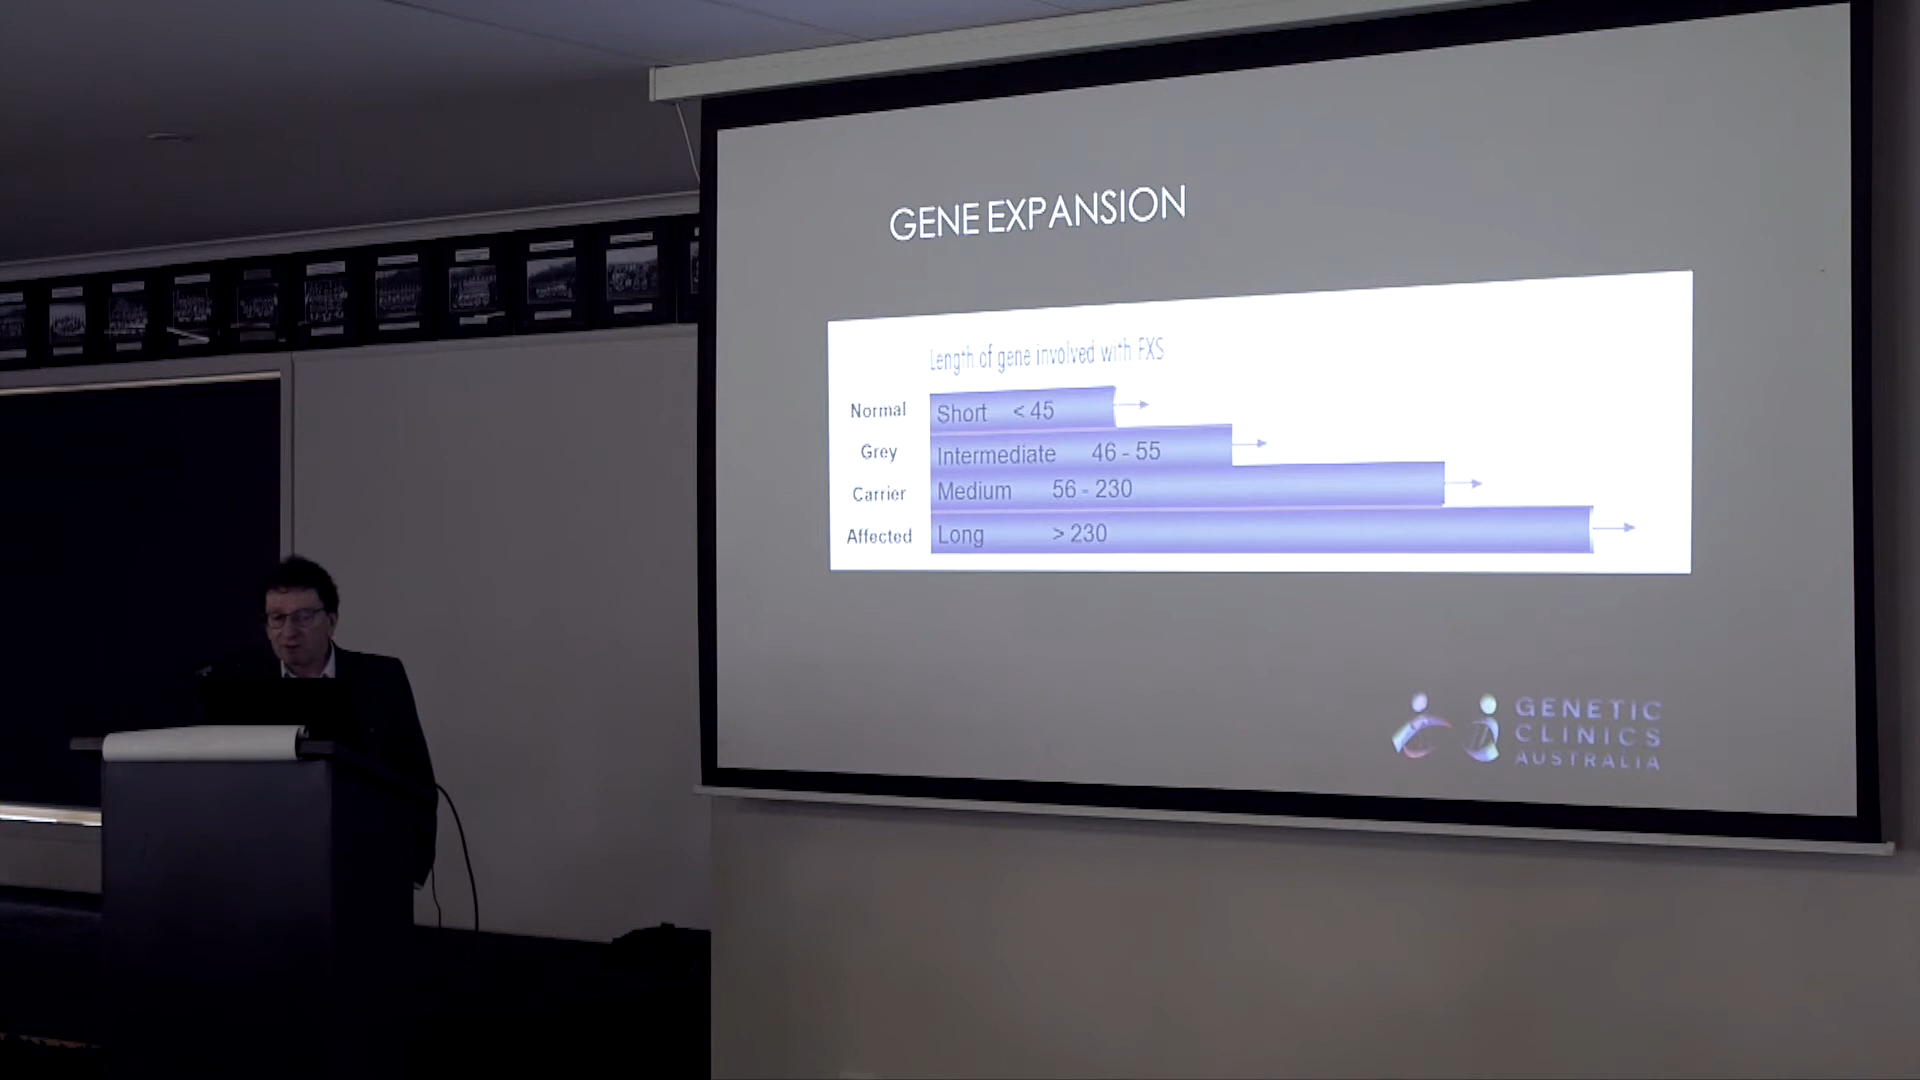 GENE EXPANSION
Length of gene involved with FXS
Normal Short < 45
Grey Intermediate 46 - 55
Carrier Medium 56 - 230
Affected Long > 230
GENETIC
CLINICS
AUSTRALIA